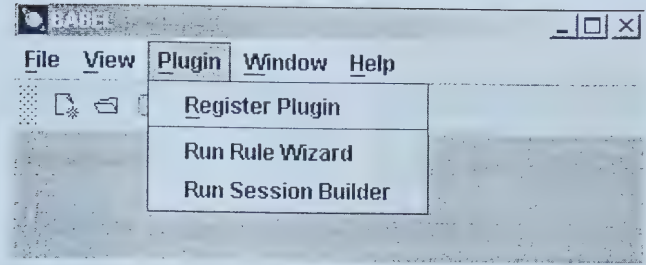 BABEL
File View Plugin Window Help
Register Plugin
Run Rule Wizard
Run Session Builder